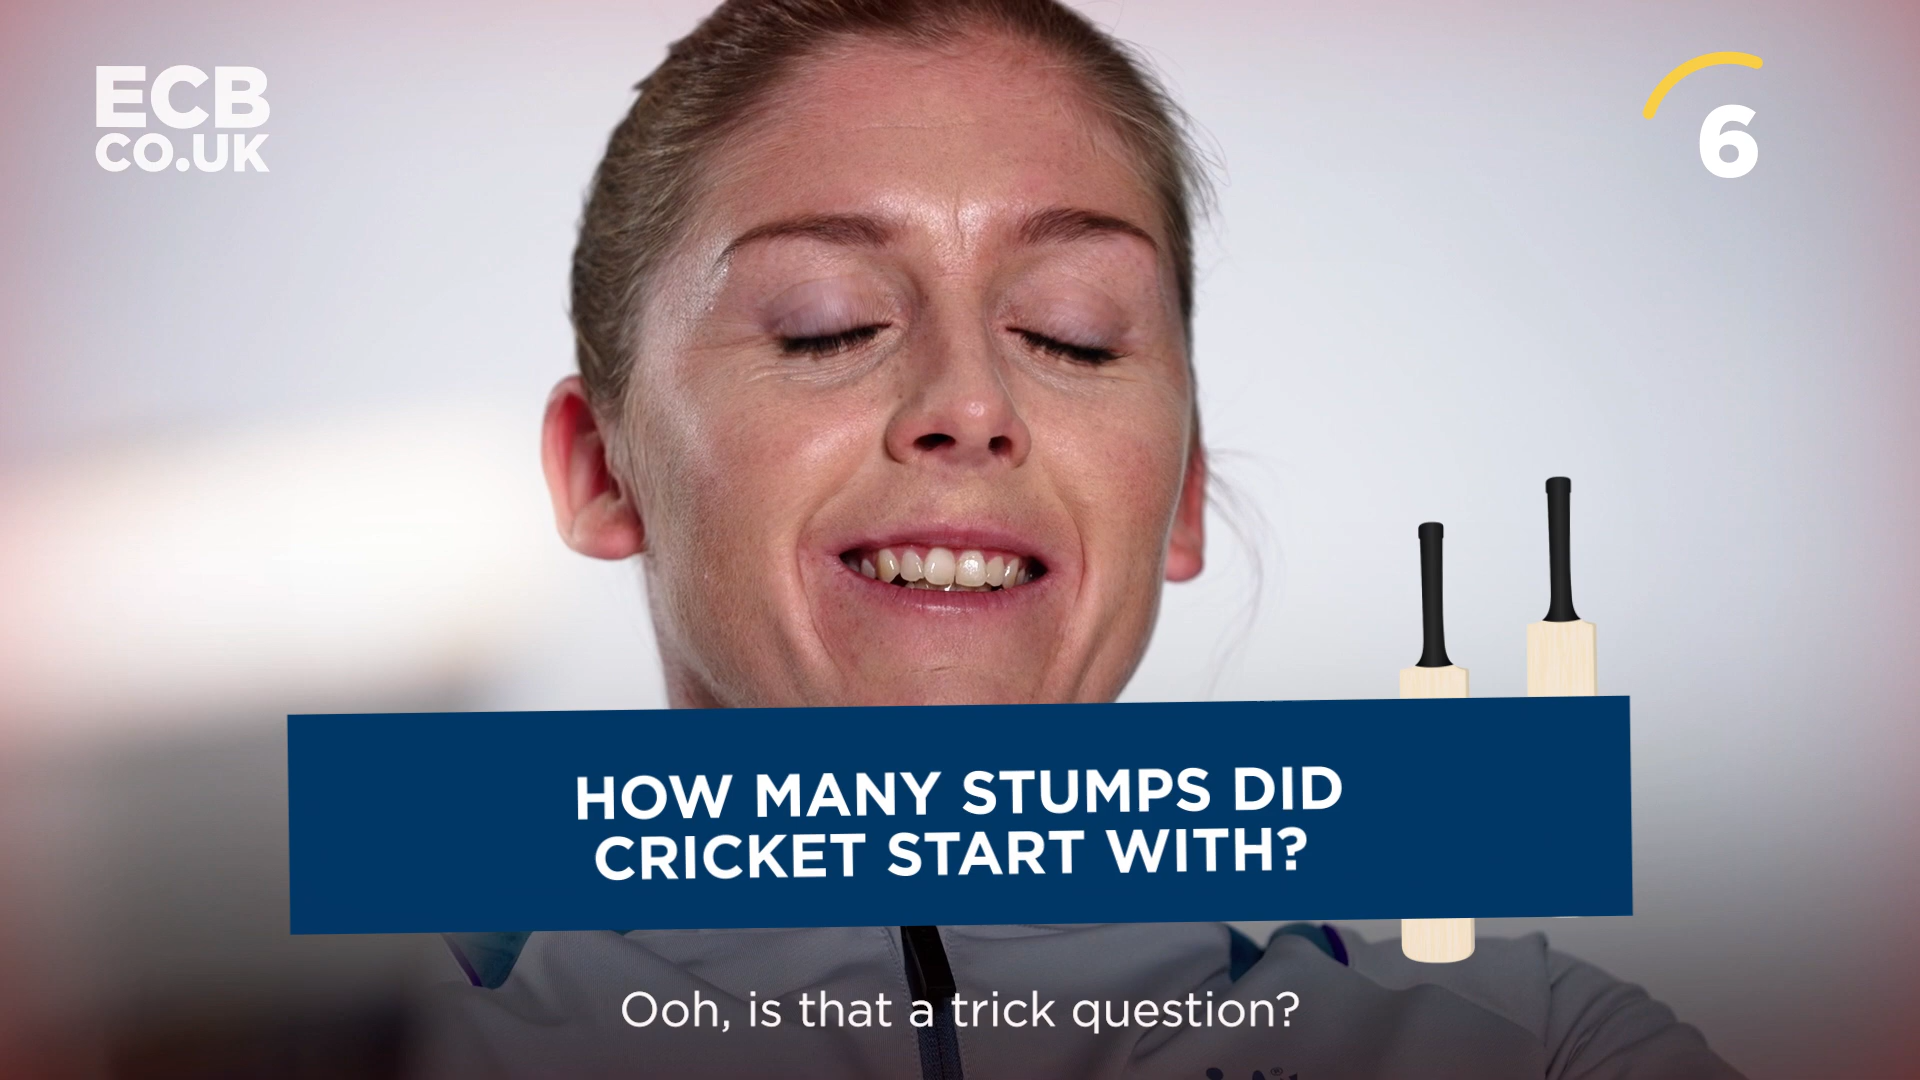 ECB
CO.UK
6
HOW MANY STUMPS DID
CRICKET START WITH?
Ooh, is that a trick question?